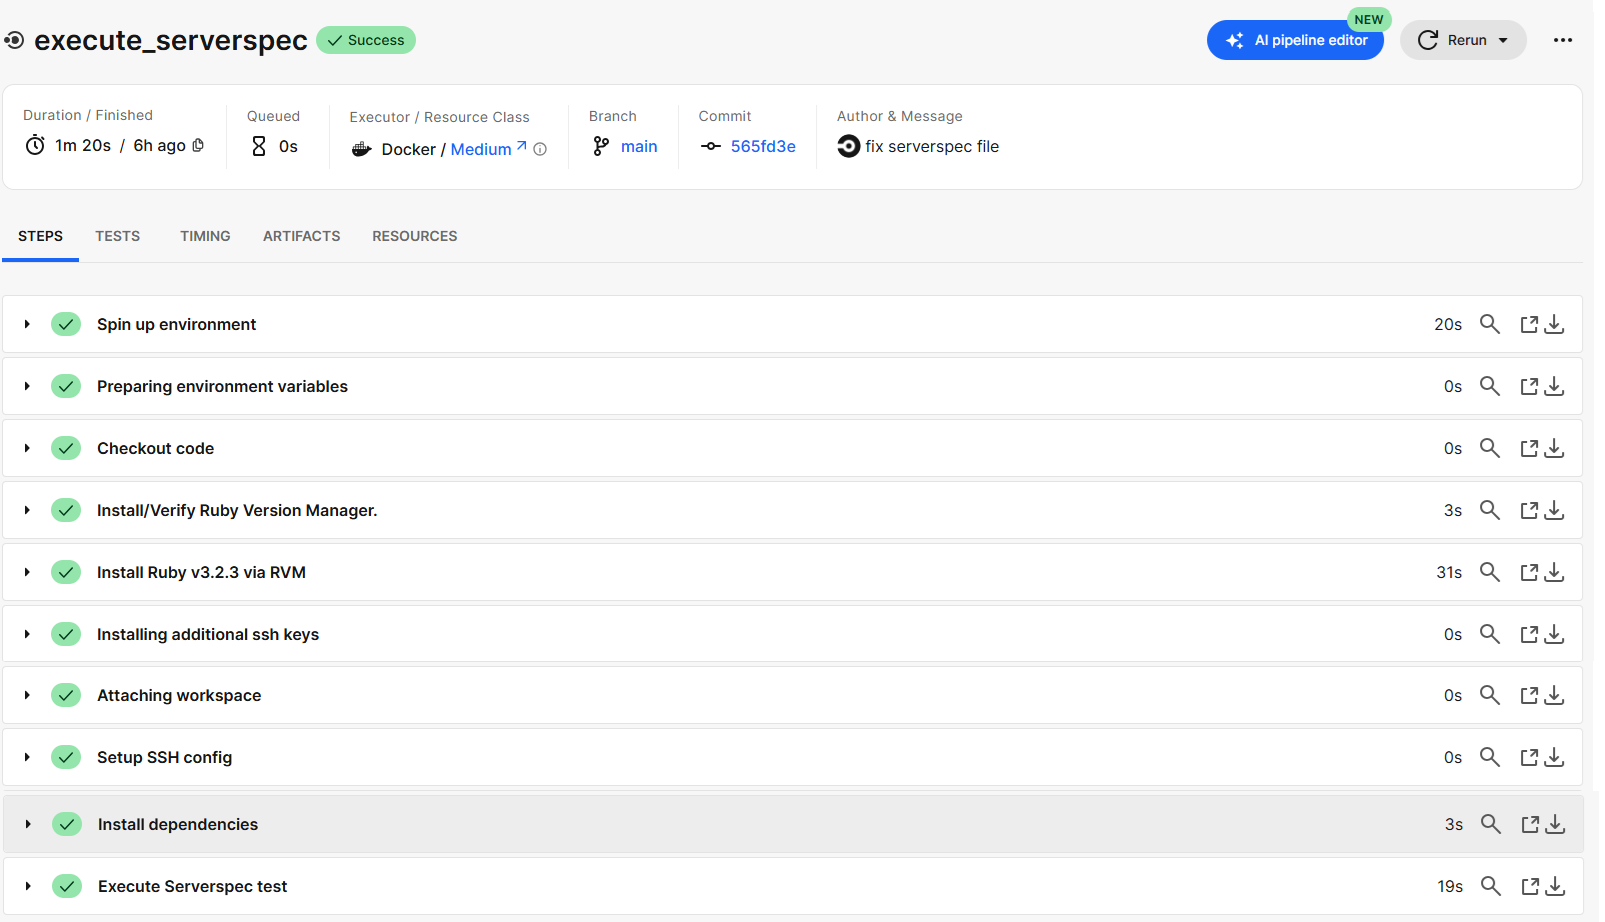 execute_serverspec Success AI pipeline editor NEW Rerun
Duration / Finished
1m 20s / 6h ago
Queued
0s
Executor / Resource Class
Docker / Medium
Branch
main
Commit
565fd3e
Author & Message
fix serverspec file
STEPS TESTS TIMING ARTIFACTS RESOURCES
Spin up environment 20s
Preparing environment variables 0s
Checkout code 0s
Install/Verify Ruby Version Manager. 3s
Install Ruby v3.2.3 via RVM 31s
Installing additional ssh keys 0s
Attaching workspace 0s
Setup SSH config 0s
Install dependencies 3s
Execute Serverspec test 19s